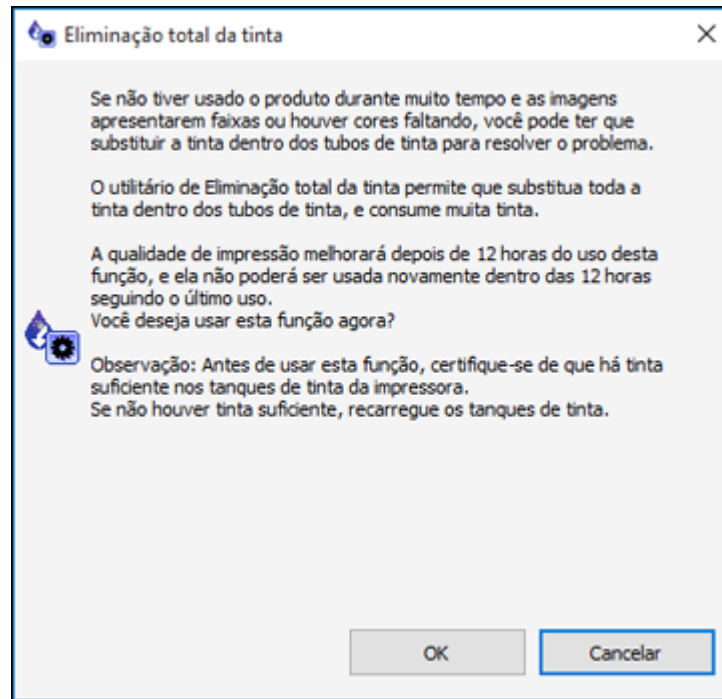 Eliminação total da tinta
Se não tiver usado o produto durante muito tempo e as imagens
apresentarem faixas ou houver cores faltando, você pode ter que
substituir a tinta dentro dos tubos de tinta para resolver o problema.
O utilitário de Eliminação total da tinta permite que substitua toda a
tinta dentro dos tubos de tinta, e consume muita tinta.
A qualidade de impressão melhorará depois de 12 horas do uso desta
função, e ela não poderá ser usada novamente dentro das 12 horas
seguindo o último uso.
Você deseja usar esta função agora?
Observação: Antes de usar esta função, certifique-se de que há tinta
suficiente nos tanques de tinta da impressora.
Se não houver tinta suficiente, recarregue os tanques de tinta.
OK
Cancelar